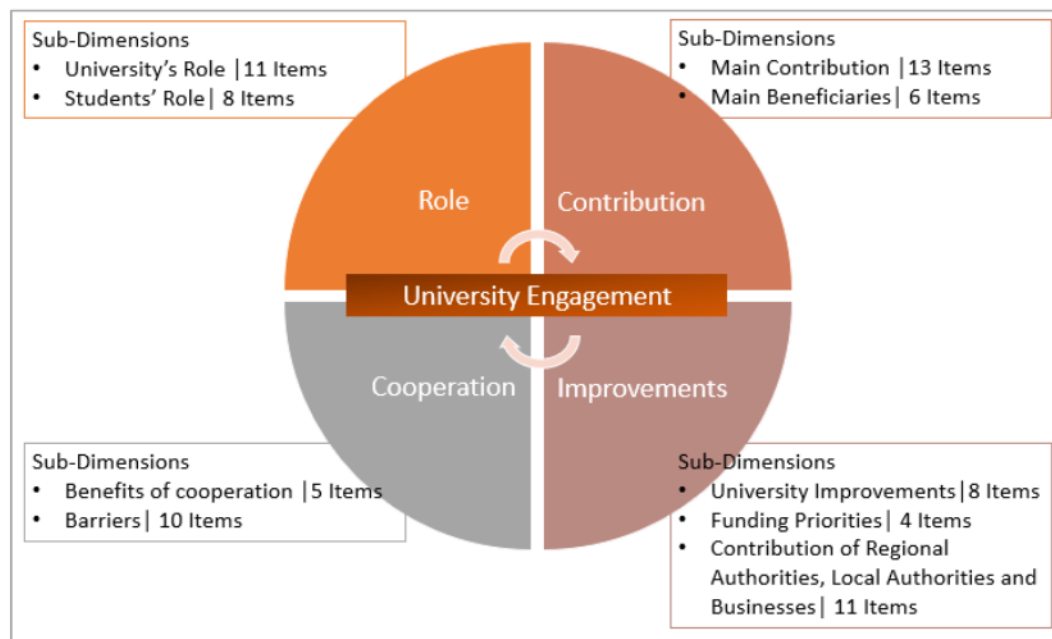 Sub-Dimensions
• University's Role |11 Items
• Students' Role| 8 Items
Sub-Dimensions
• Main Contribution |13 Items
• Main Beneficiaries| 6 Items
Role
Contribution
University Engagement
Cooperation
Improvements
Sub-Dimensions
• Benefits of cooperation |5 Items
• Barriers| 10 Items
Sub-Dimensions
• University Improvements|8 Items
• Funding Priorities| 4 Items
• Contribution of Regional
Authorities, Local Authorities and
Businesses| 11 Items